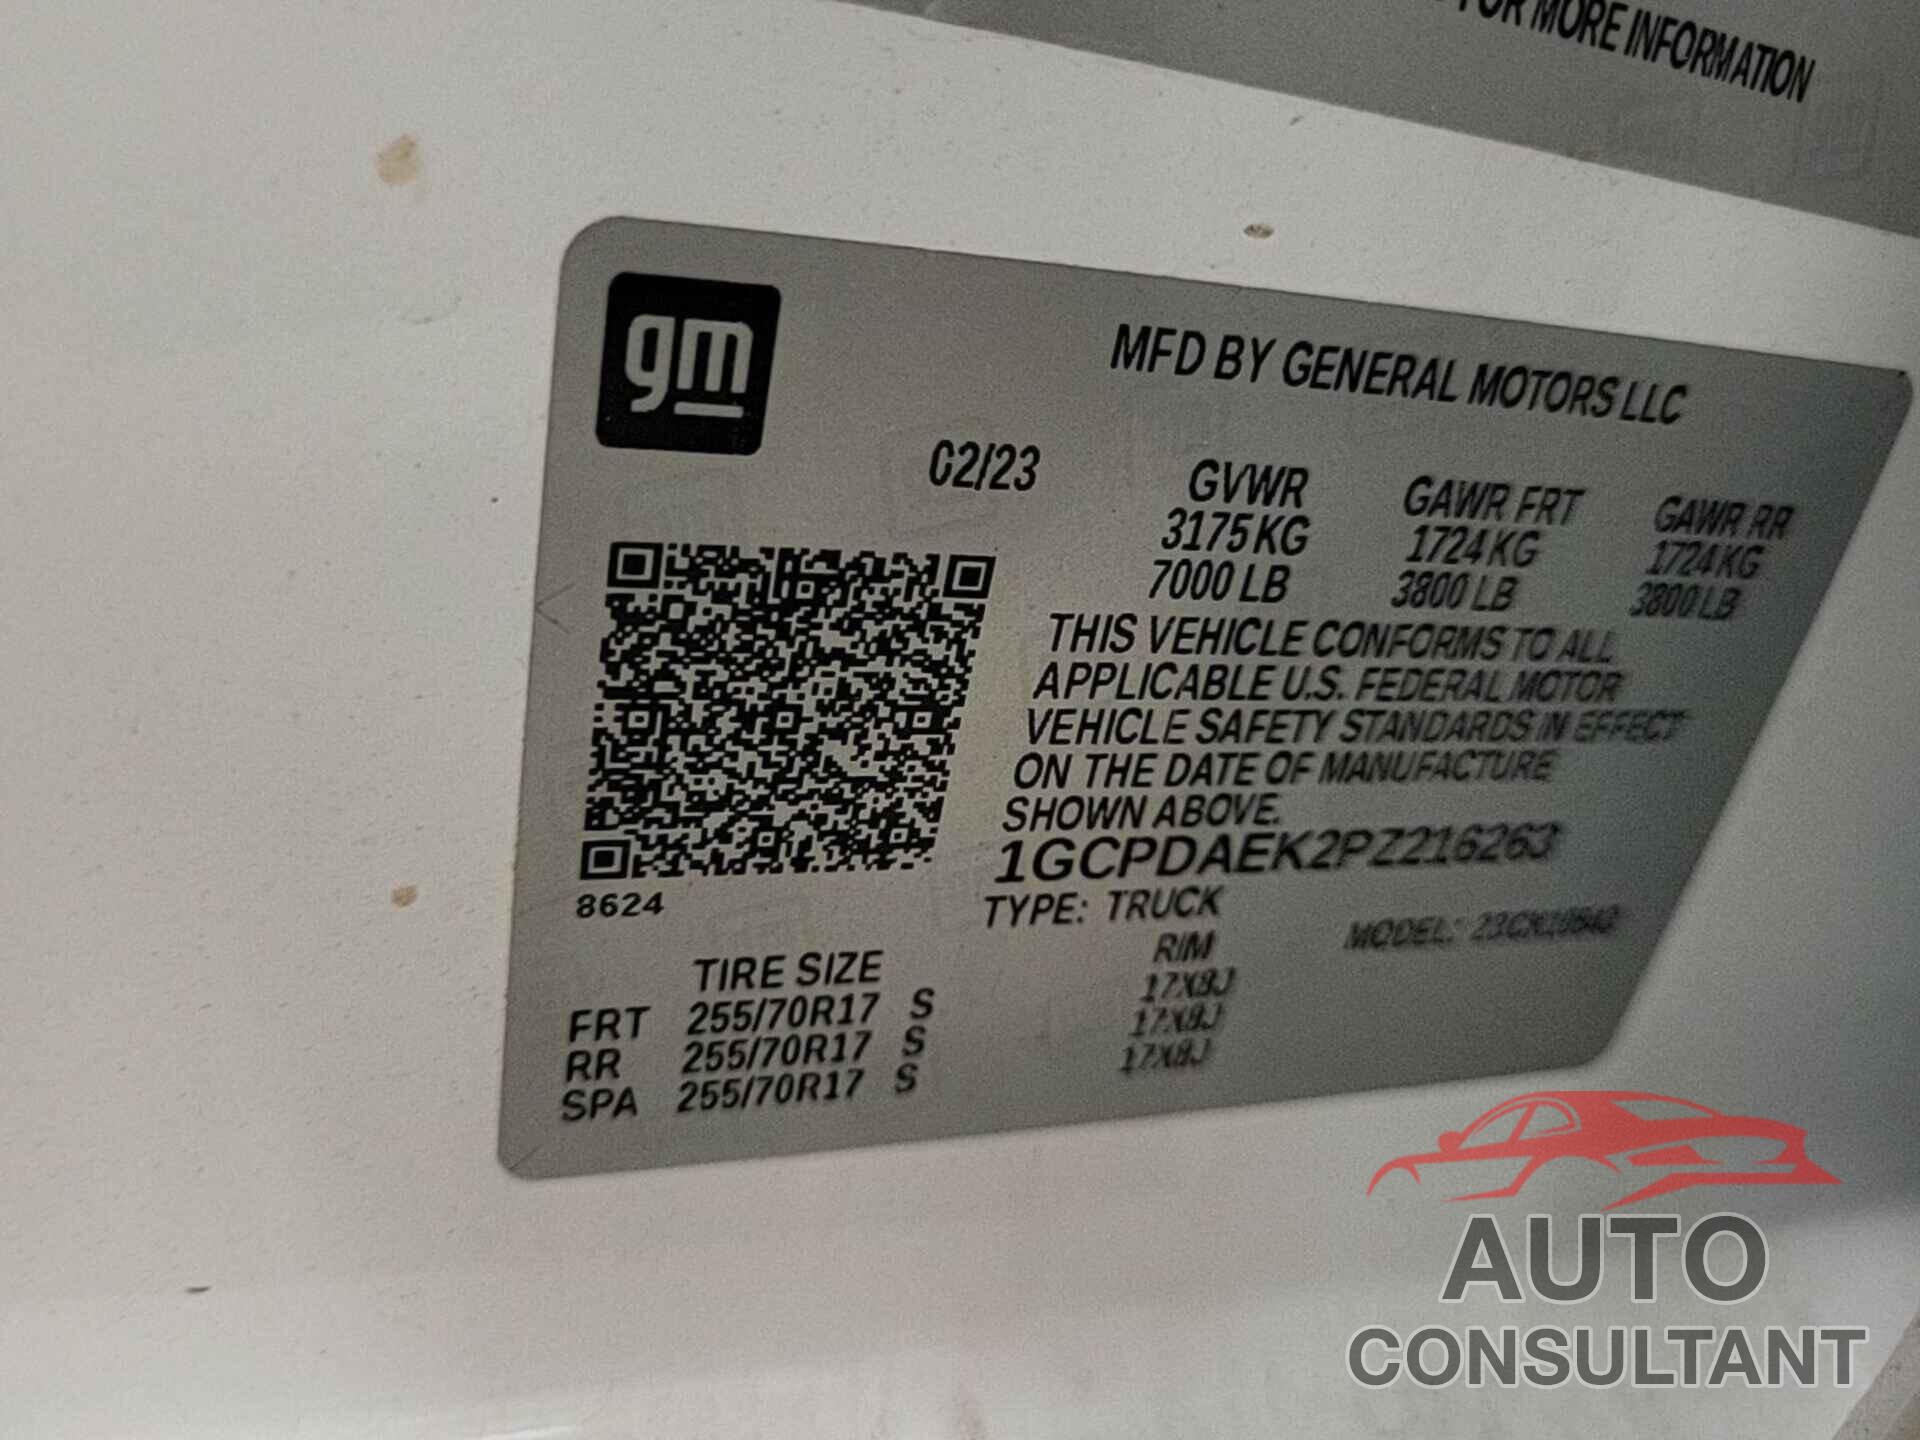 FOR MORE INFORMATION
gm
MFD BY GENERAL MOTORS LLC
02/23
GVWR GAWR FRT GAWR RR
3175 KG 1724 KG 1724 KG
7000 LB 3800 LB 3800 LB
THIS VEHICLE CONFORMS TO ALL
APPLICABLE U.S. FEDERAL MOTOR
VEHICLE SAFETY STANDARDS IN EFFECT
ON THE DATE OF MANUFACTURE
SHOWN ABOVE.
1GCPDAEK2PZ216263
8624
TYPE: TRUCK MODEL:
TIRE SIZE RIM
FRT 255/70R17 S 17X8J
RR 255/70R17 S 17X8J
SPA 255/70R17 S 17X8J
AUTO
CONSULTANT